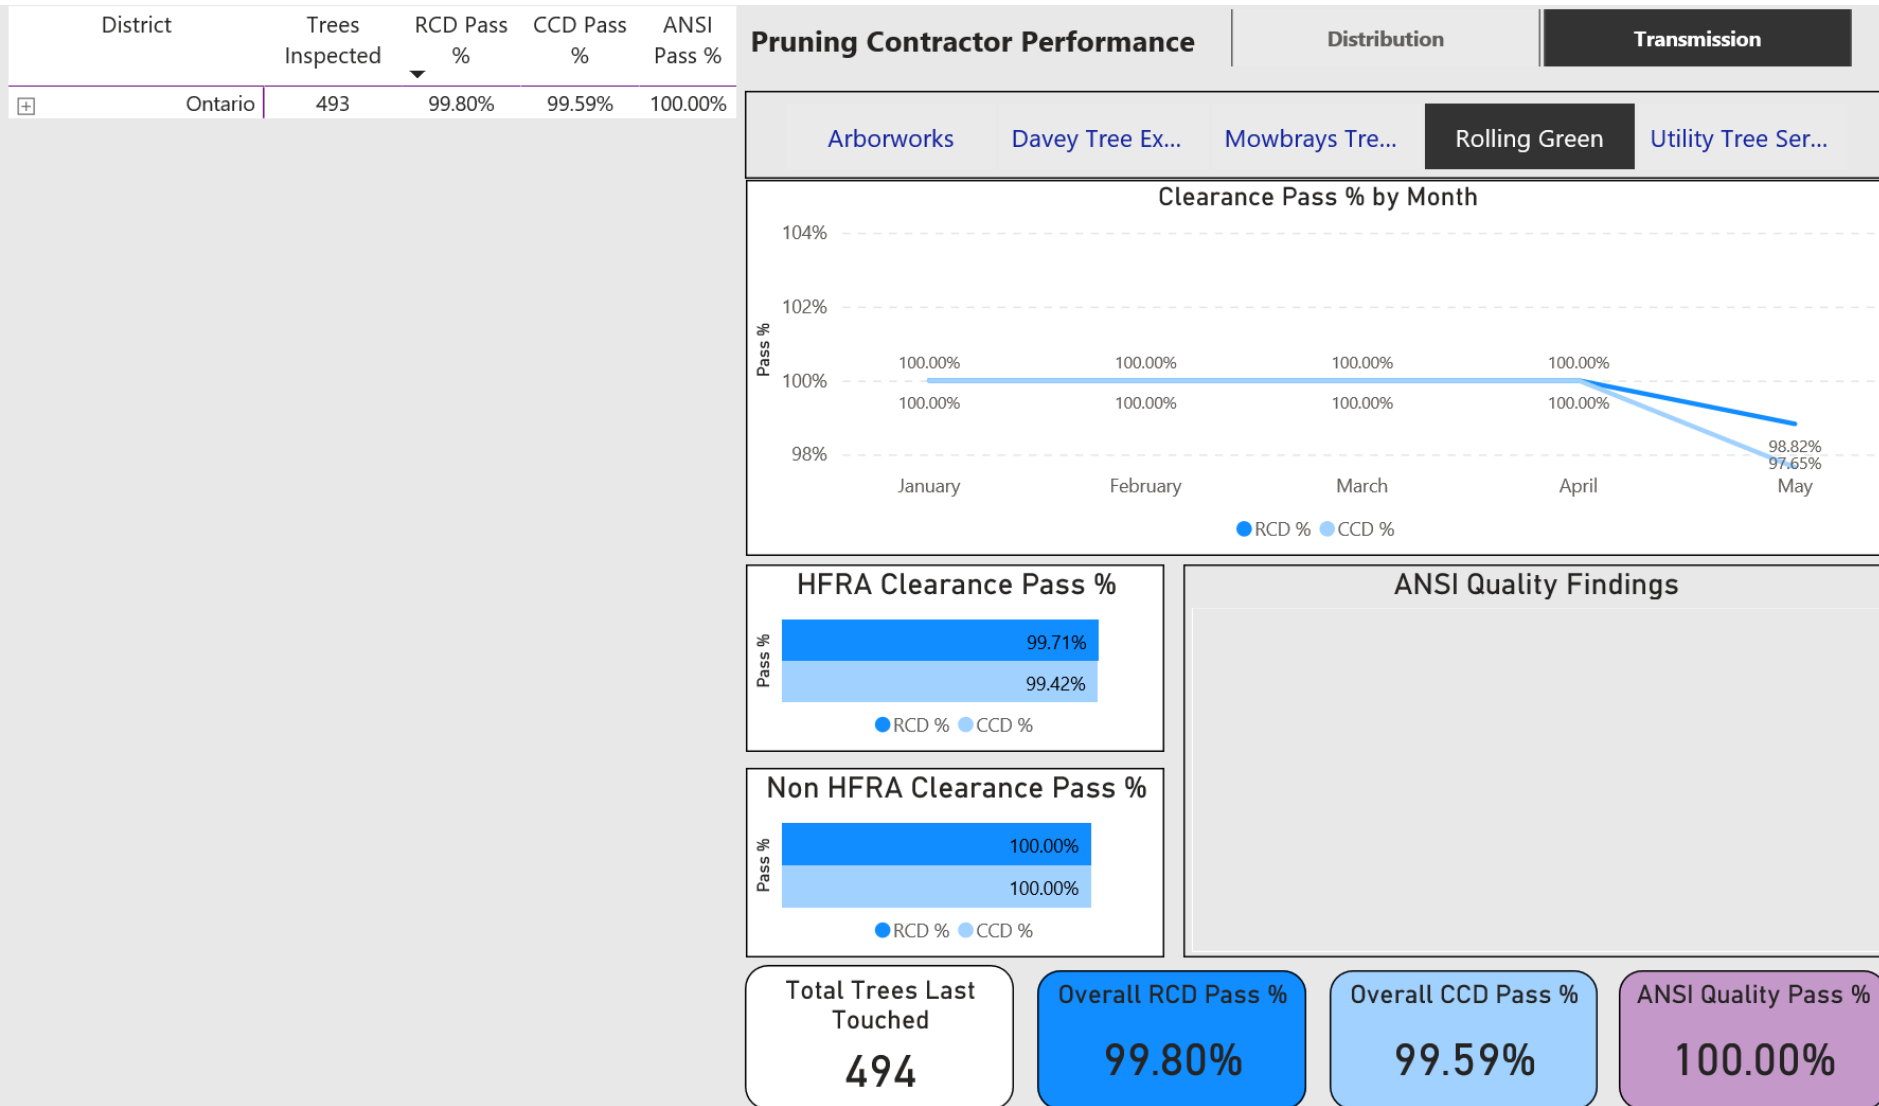 District Trees Inspected RCD Pass % CCD Pass % ANSI Pass %
Ontario 493 99.80% 99.59% 100.00%
Pruning Contractor Performance
Distribution Transmission
Arborworks Davey Tree Ex... Mowbrays Tre... Rolling Green Utility Tree Ser...
Clearance Pass % by Month
Pass %
104%
102%
100%
98%
100.00% 100.00% 100.00% 100.00%
100.00% 100.00% 100.00% 100.00%
98.82%
97.65%
January February March April May
RCD % CCD %
HFRA Clearance Pass %
Pass %
99.71%
99.42%
RCD % CCD %
ANSI Quality Findings
Non HFRA Clearance Pass %
Pass %
100.00%
100.00%
RCD % CCD %
Total Trees Last
Touched
494
Overall RCD Pass %
99.80%
Overall CCD Pass %
99.59%
ANSI Quality Pass %
100.00%